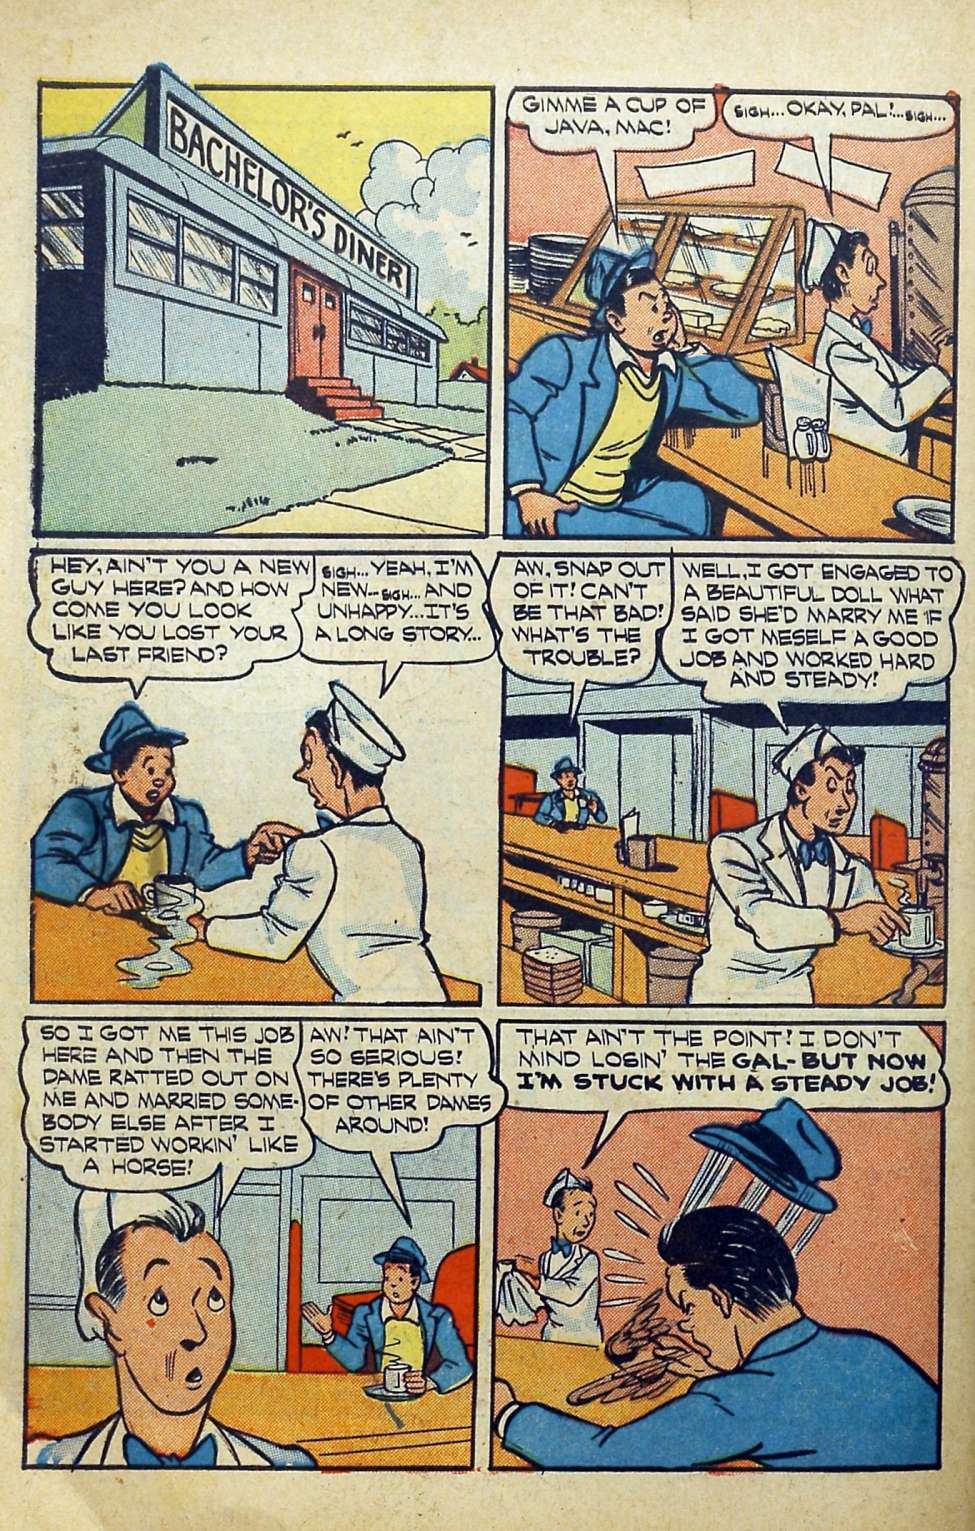 BACHELOR'S DINER
GIMME A CUP OF
JAVA, MAC!
SIGH... OKAY, PAL!...SIGH...
HEY, AIN'T YOU A NEW
GUY HERE? AND HOW
COME YOU LOOK
LIKE YOU LOST YOUR
LAST FRIEND?
SIGH... YEAH, I'M
NEW--SIGH... AND
UNHAPPY...IT'S
A LONG STORY...
AW, SNAP OUT
OF IT! CAN'T
BE THAT BAD!
WHAT'S THE
TROUBLE?
WELL, I GOT ENGAGED TO
A BEAUTIFUL DOLL WHAT
SAID SHE'D MARRY ME IF
I GOT MESELF A GOOD
JOB AND WORKED HARD
AND STEADY!
SO I GOT ME THIS JOB
HERE AND THEN THE
DAME RATTED OUT ON
ME AND MARRIED SOME-
BODY ELSE AFTER I
STARTED WORKIN' LIKE
A HORSE!
AW! THAT AIN'T
SO SERIOUS!
THERE'S PLENTY
OF OTHER DAMES
AROUND!
THAT AIN'T THE POINT! I DON'T
MIND LOSIN' THE GAL-BUT NOW
I'M STUCK WITH A STEADY JOB!